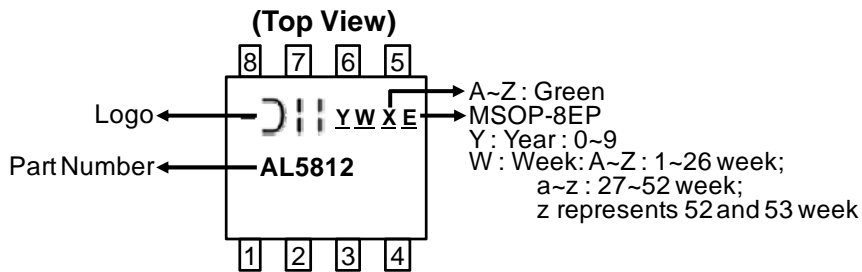 (Top View)
8 7 6 5
Logo
Y W X E
A~Z : Green
MSOP-8EP
Part Number
AL5812
Y : Year : 0~9
W : Week: A~Z : 1~26 week;
a~z : 27~52 week;
z represents 52 and 53 week
1 2 3 4